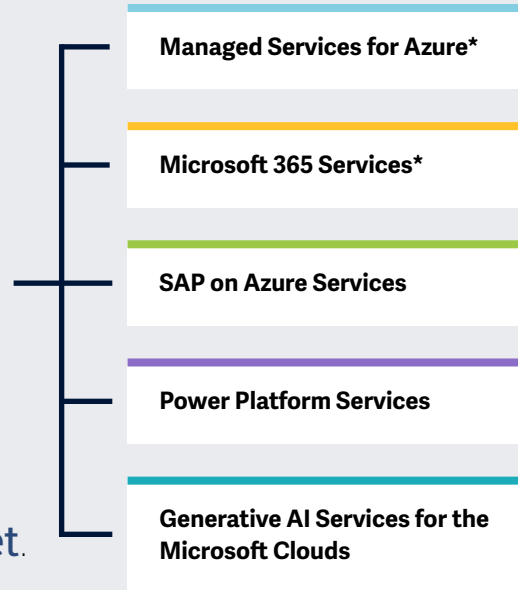 Managed Services for Azure*
Microsoft 365 Services*
SAP on Azure Services
Power Platform Services
Generative AI Services for the
Microsoft Clouds